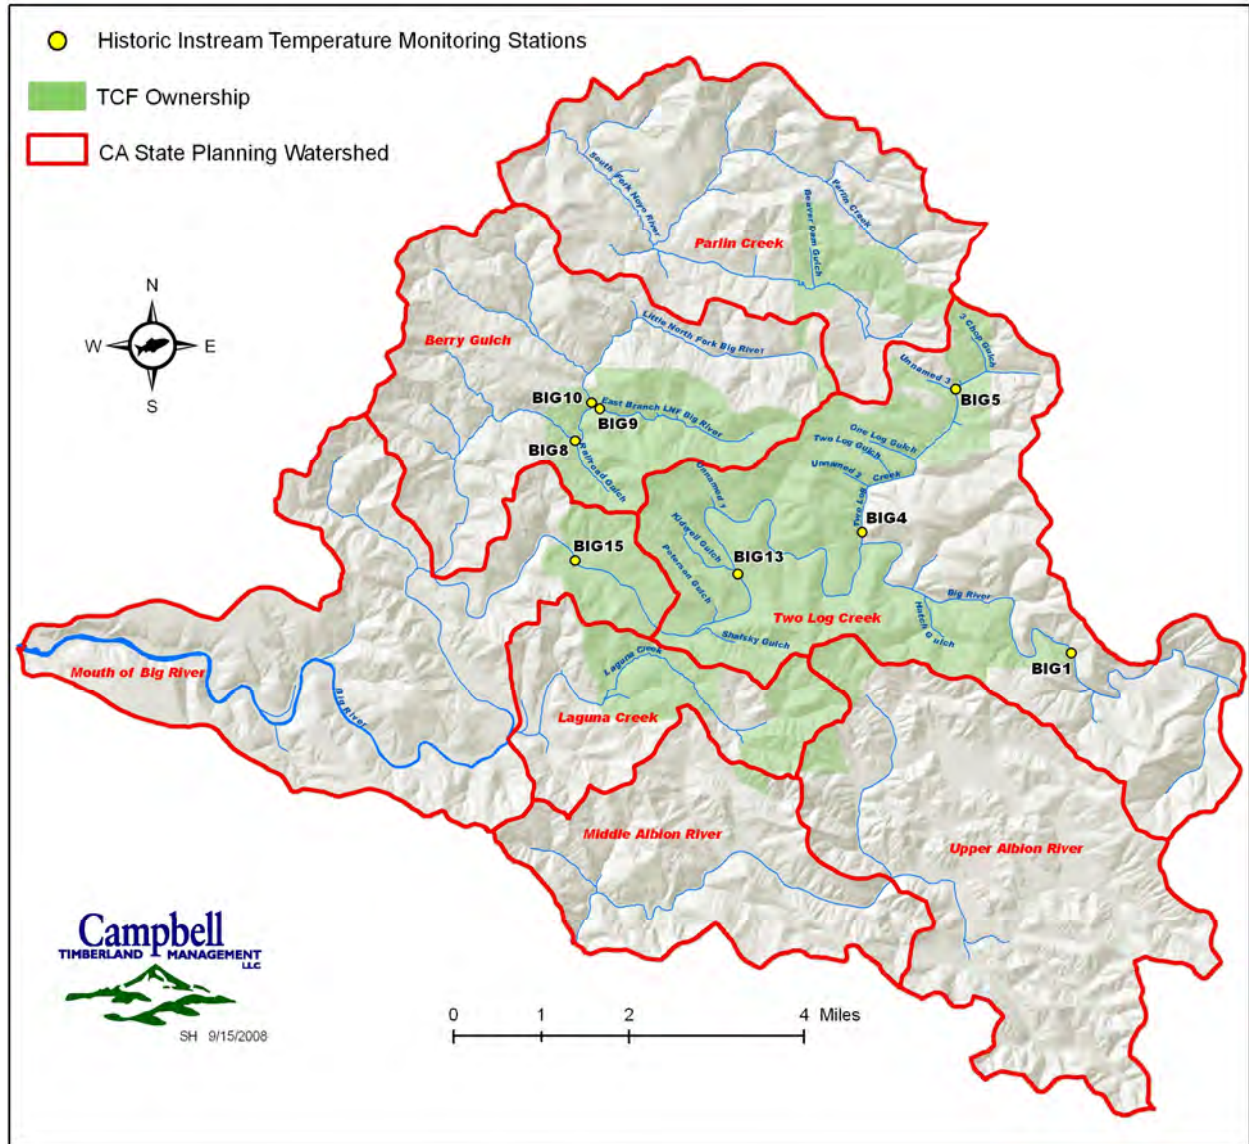 Historic Instream Temperature Monitoring Stations
TCF Ownership
CA State Planning Watershed
N
W
E
S
South Fork Noyo River
Parlin Creek
Beaver Dam Gulch
Parlin Creek
Berry Gulch
Little North Fork Big River
3 Chop Gulch
Unnamed 3
BIG5
BIG10
East Branch LNF Big River
BIG9
BIG8
Railroad Gulch
One Log Gulch
Two Log Gulch
Unnamed 2
Two Log
Creek
Unnamed 1
BIG4
Kidwell Gulch
BIG15
BIG13
Peterson Gulch
Big River
Hatch Gulch
Two Log Creek
Shafsky Gulch
BIG1
Mouth of Big River
Big River
Laguna Creek
Laguna Creek
Middle Albion River
Upper Albion River
Campbell
TIMBERLAND MANAGEMENT
LLC
SH 9/15/2008
0 1 2 4 Miles